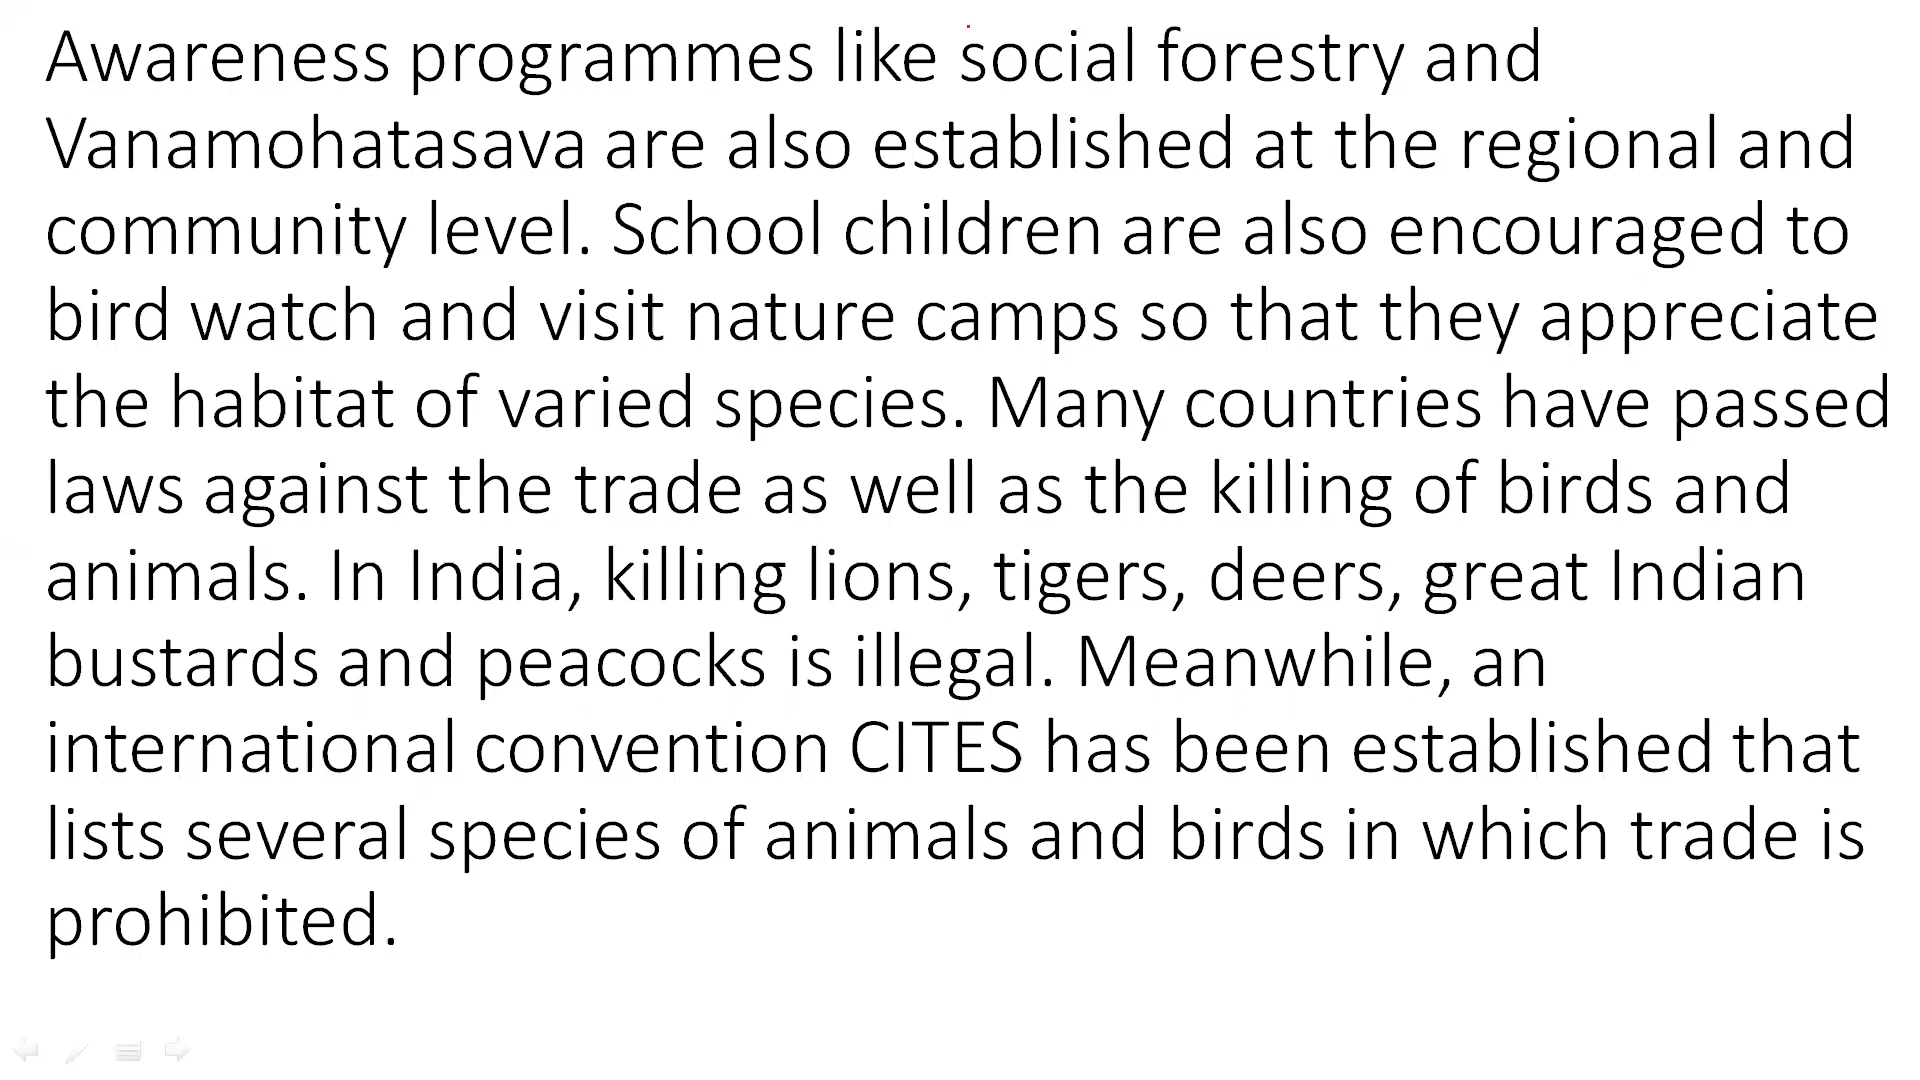 Awareness programmes like social forestry and
Vanamohatasava are also established at the regional and
community level. School children are also encouraged to
bird watch and visit nature camps so that they appreciate
the habitat of varied species. Many countries have passed
laws against the trade as well as the killing of birds and
animals. In India, killing lions, tigers, deers, great Indian
bustards and peacocks is illegal. Meanwhile, an
international convention CITES has been established that
lists several species of animals and birds in which trade is
prohibited.